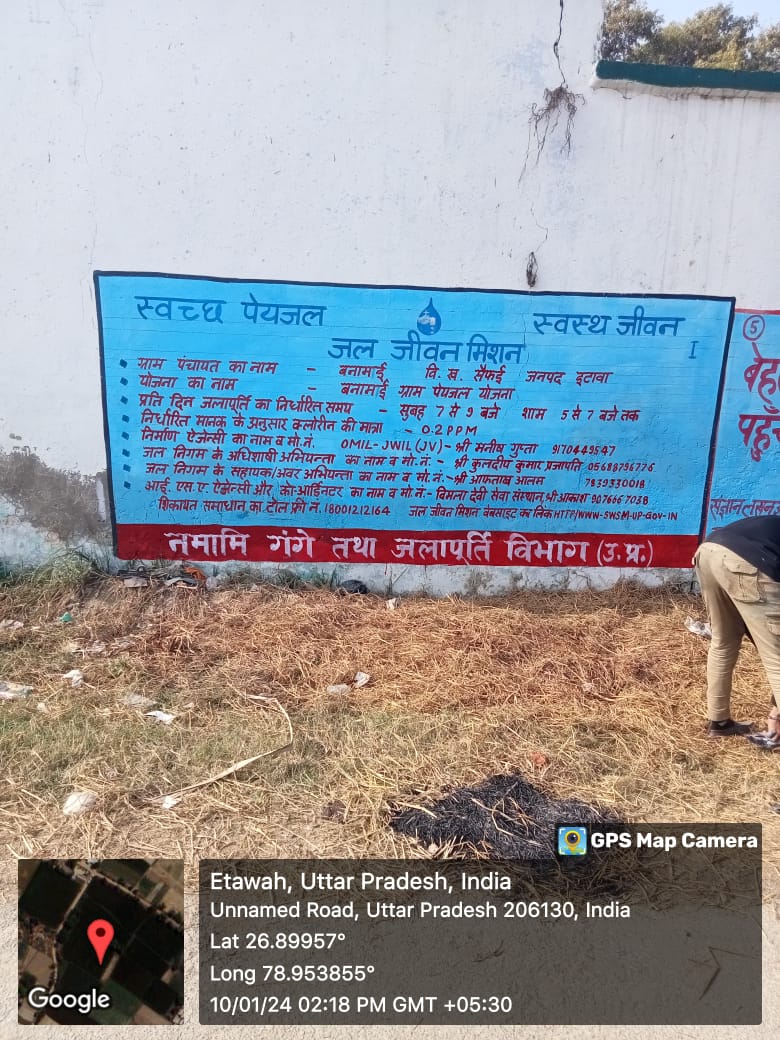 स्वच्छ पेयजल
स्वस्थ जीवन
जल जीवन मिशन
I
ग्राम पंचायत का नाम – बनामई वि.ख. सैफई जनपद इटावा
योजना का नाम – बनामई ग्राम पेयजल योजना
प्रति दिन जलापूर्ति का निर्धारित समय – सुबह 7 से 9 बजे शाम 5 से 7 बजे तक
निर्धारित मानक के अनुसार क्लोरीन की मात्रा – 0.2 PPM
निर्माण ऐजेन्सी का नाम व मो.नं. OMIL-JWIL (JV) - श्री मनीष गुप्ता 9170449547
जल निगम के अधिशाषी अभियन्ता का नाम व मो.नं.- श्री कुलदीप कुमार प्रजापति 05688796776
जल निगम के सहायक/अवर अभियन्ता का नाम व मो.नं.- श्री आफताब आलम 7839330018
आई.एस.ए. ऐजेन्सी और को-आर्डिनटर का नाम व मो.नं.- विमला देवी सेवा संस्थान, श्री आकाश 9076667038
शिकायत समाधान का टोल फ्री नं. 18001212164 जल जीवन मिशन वेबसाइट का लिंक HTTP/WWW-SWSM-UP-GOV-IN
नमामि गंगे तथा जलापूर्ति विभाग (उ.प्र.)
5
पहुँ
GPS Map Camera
Etawah, Uttar Pradesh, India
Unnamed Road, Uttar Pradesh 206130, India
Lat 26.89957°
Long 78.953855°
10/01/24 02:18 PM GMT +05:30
Google